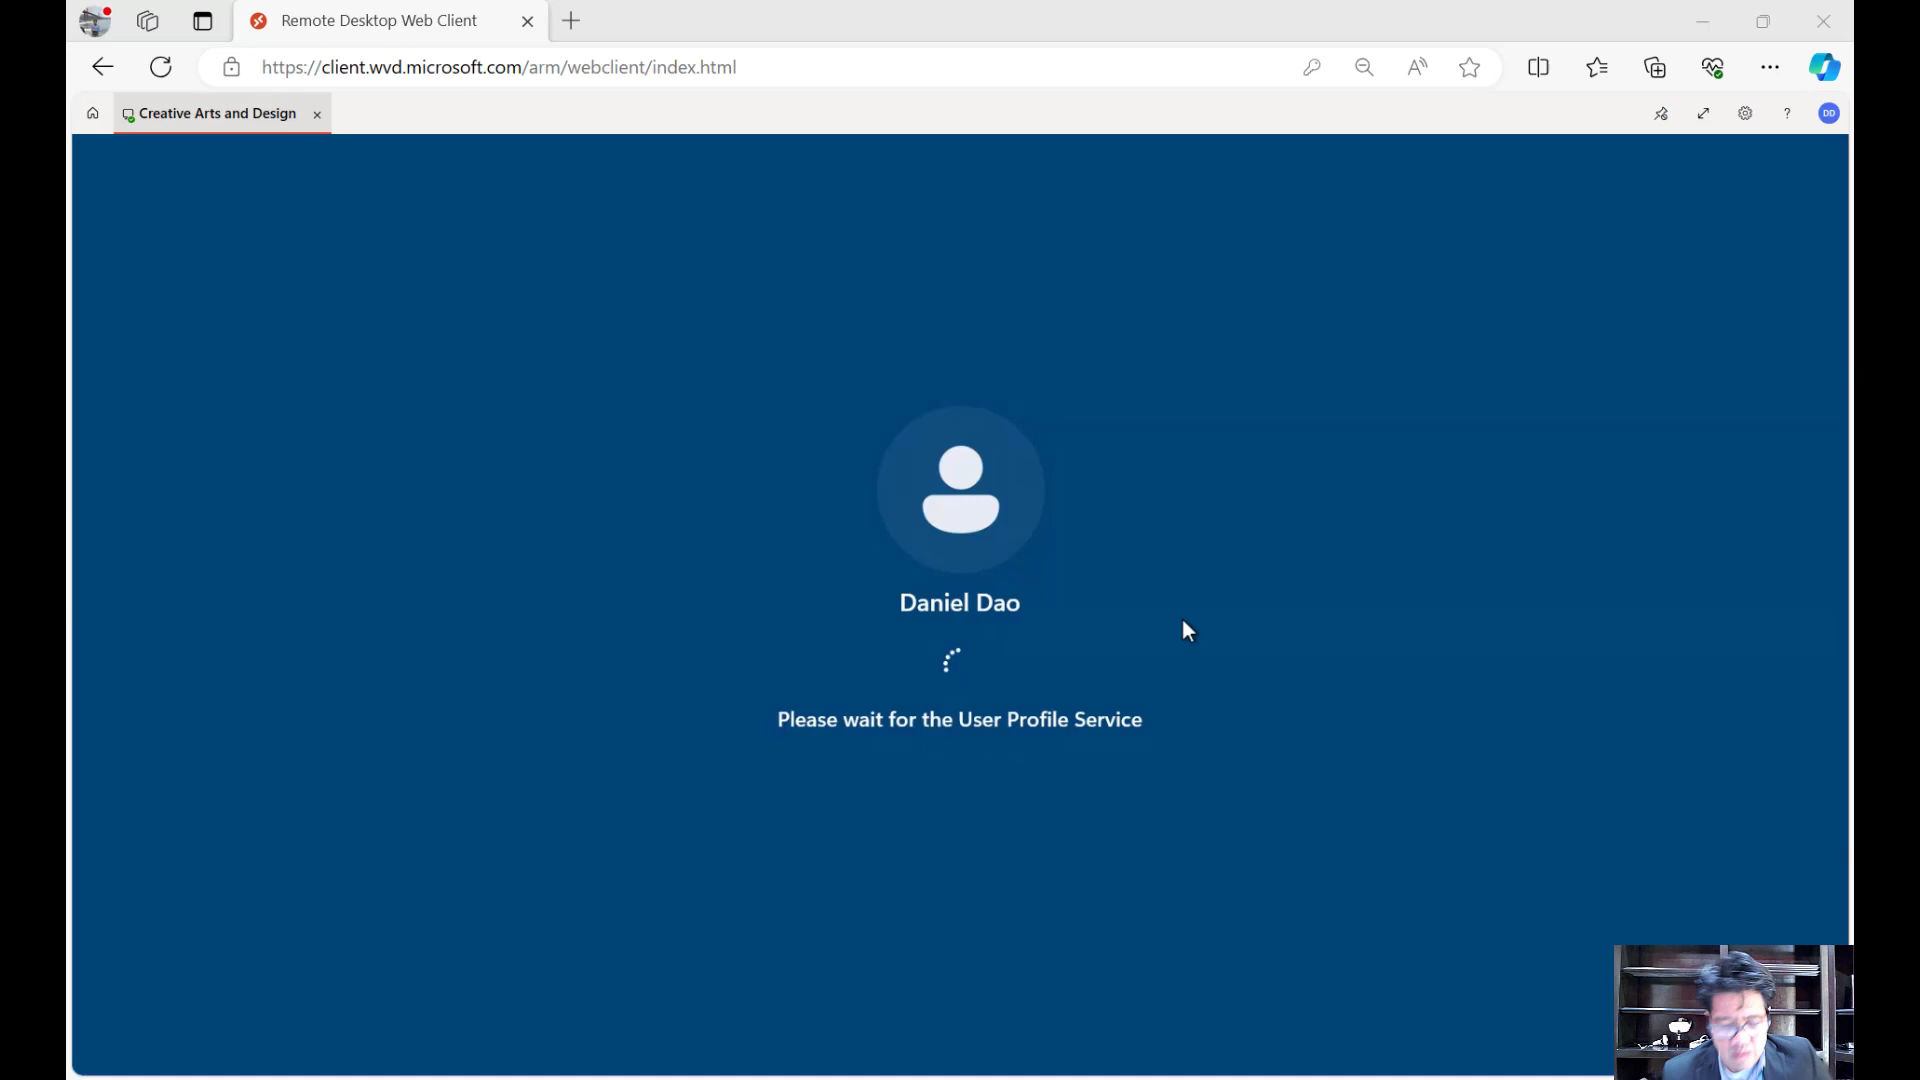 Remote Desktop Web Client
https://client.wvd.microsoft.com/arm/webclient/index.html
Creative Arts and Design
?
DD
Daniel Dao
Please wait for the User Profile Service